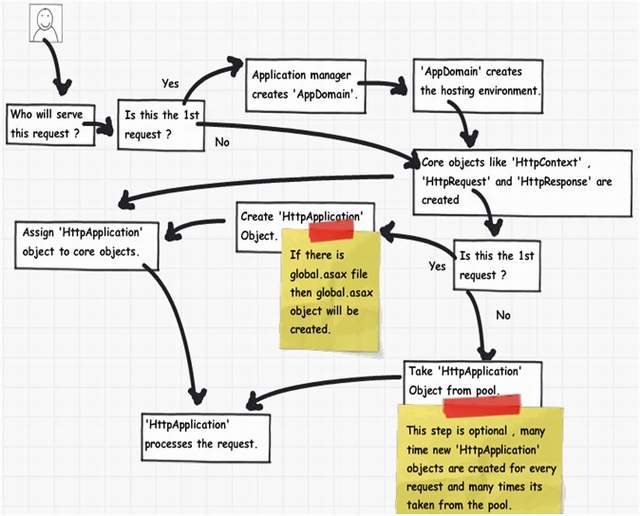 Yes
Application manager
creates 'AppDomain'.
'AppDomain' creates
the hosting environment.
Who will serve
this request ?
Is this the 1st
request ?
No
Core objects like 'HttpContext' ,
'HttpRequest' and 'HttpResponse' are
created
Assign 'HttpApplication'
object to core objects.
Create 'HttpApplication'
Object.
If there is
global.asax file
then global.asax
object will be
created.
Yes
Is this the 1st
request ?
No
Take 'HttpApplication'
Object from pool.
This step is optional , many
time new 'HttpApplication'
objects are created for every
request and many times its
taken from the pool.
'HttpApplication'
processes the request.